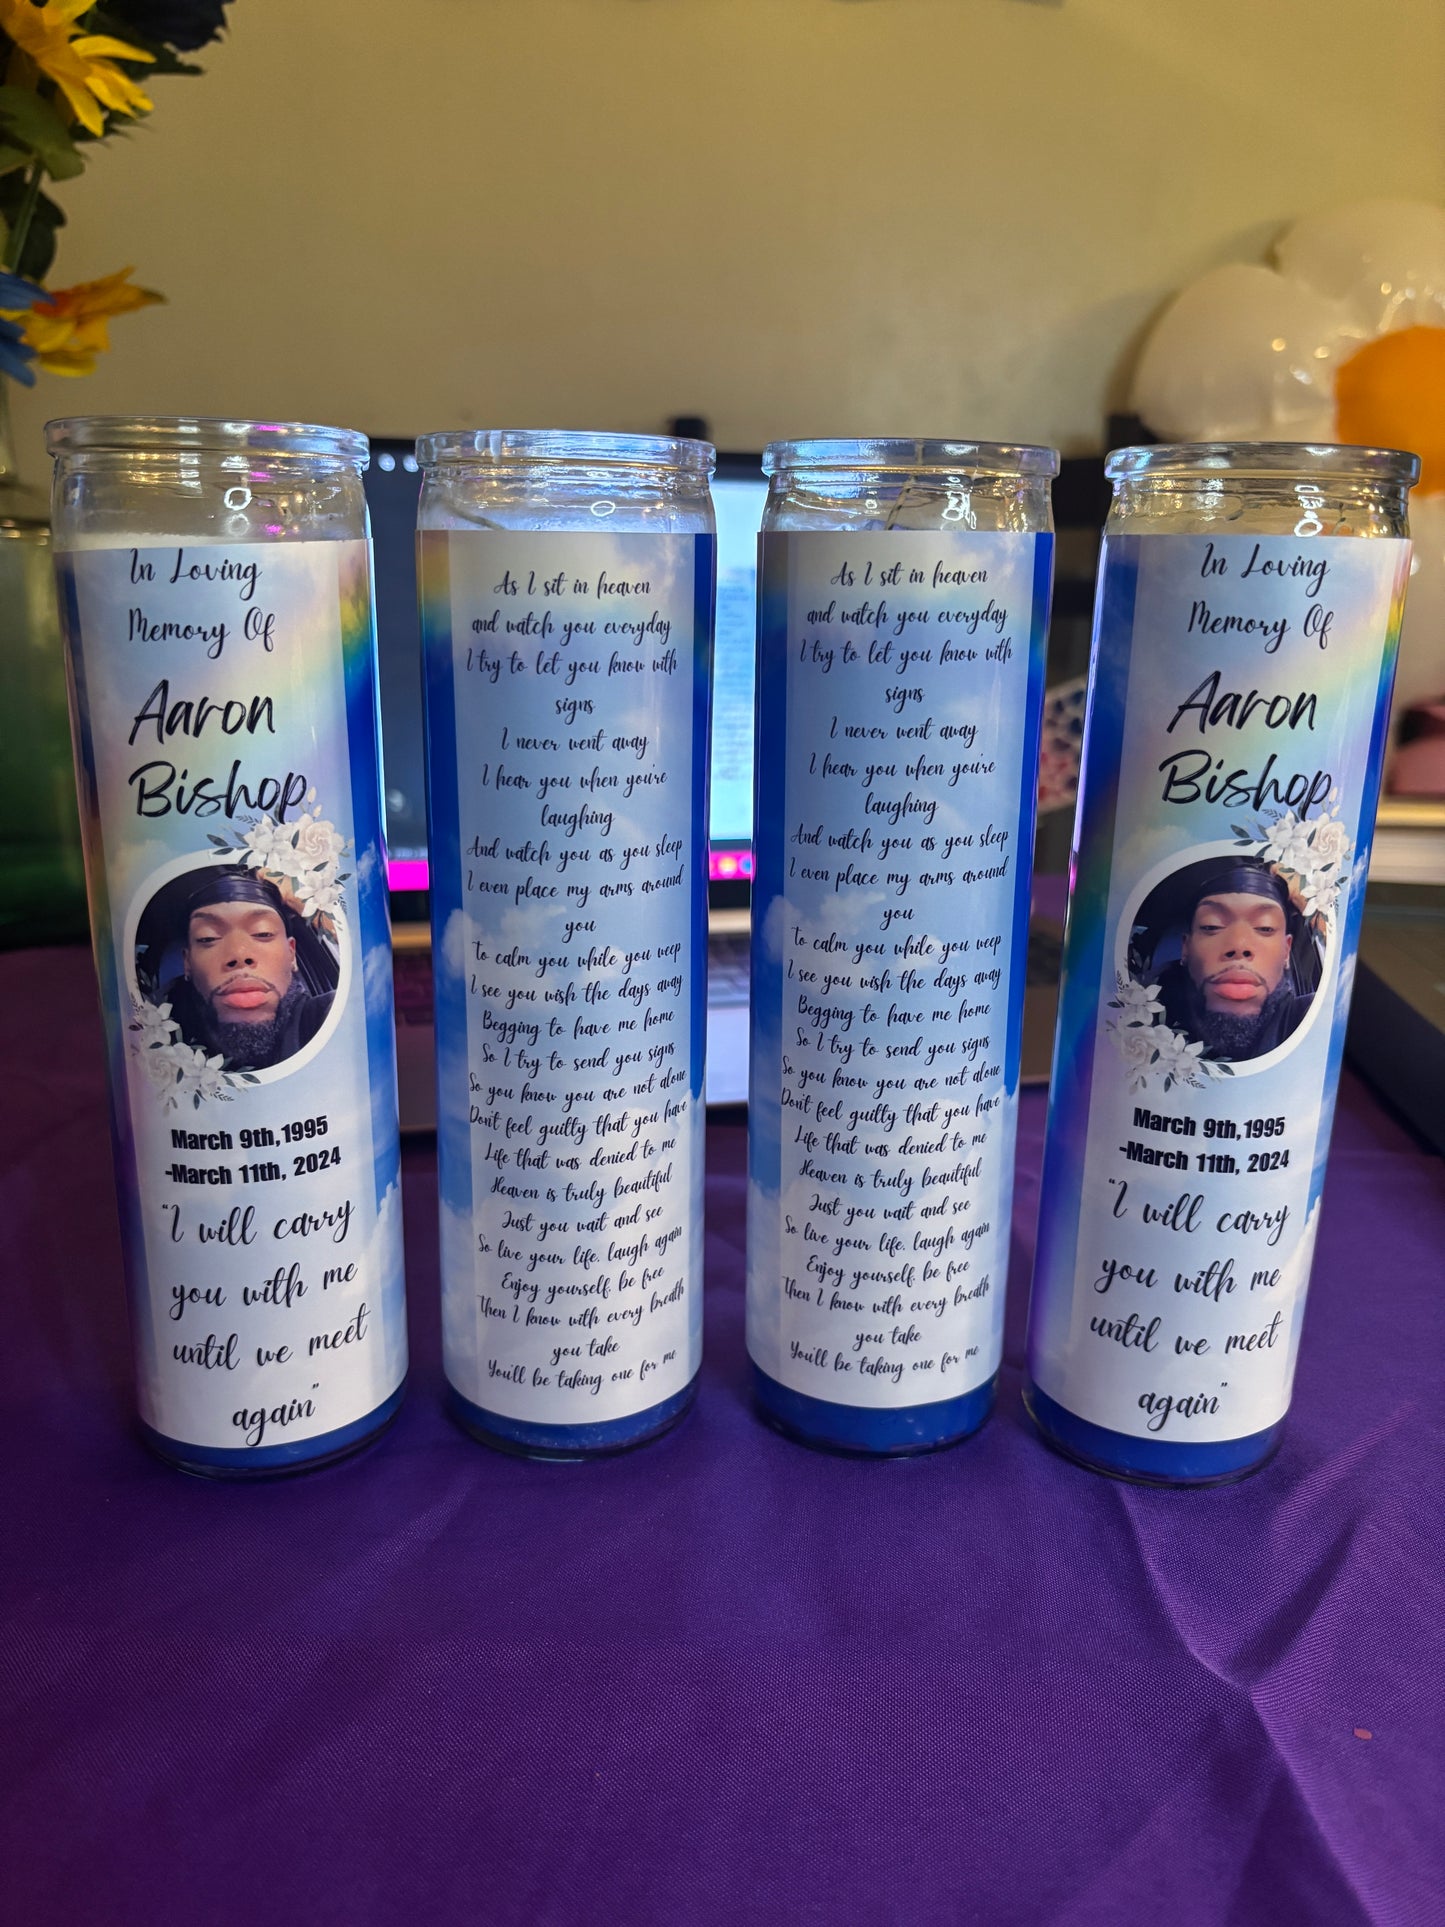 In Loving
Memory Of
Aaron
Bishop
March 9th, 1995
-March 11th, 2024
"I will carry
you with me
until we meet
again"
As I sit in heaven
and watch you everyday
I try to let you know with
signs
I never went away
I hear you when you're
laughing
And watch you as you sleep
I even place my arms around
you
To calm you while you weep
I see you wish the days away
Begging to have me home
So I try to send you signs
So you know you are not alone
Don't feel guilty that you have
Life that was denied to me
Heaven is truly beautiful
Just you wait and see
So live your life, laugh again
Enjoy yourself, be free
Then I know with every breath
you take
You'll be taking one for me
As I sit in heaven
and watch you everyday
I try to let you know with
signs
I never went away
I hear you when you're
laughing
And watch you as you sleep
I even place my arms around
you
To calm you while you weep
I see you wish the days away
Begging to have me home
So I try to send you signs
So you know you are not alone
Don't feel guilty that you have
Life that was denied to me
Heaven is truly beautiful
Just you wait and see
So live your life, laugh again
Enjoy yourself, be free
Then I know with every breath
you take
You'll be taking one for me
In Loving
Memory Of
Aaron
Bishop
March 9th, 1995
-March 11th, 2024
"I will carry
you with me
until we meet
again"